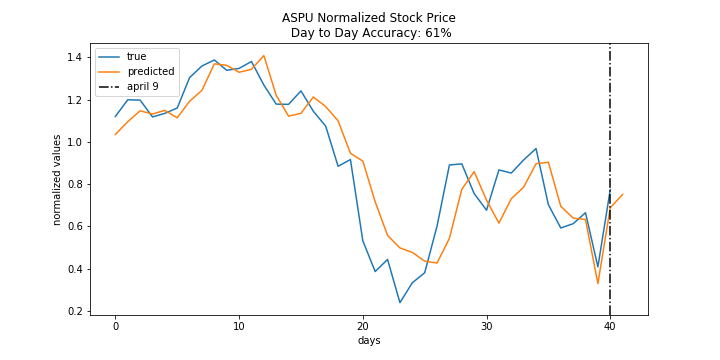 ASPU Normalized Stock Price
Day to Day Accuracy: 61%
true
predicted
april 9
normalized values
1.4
1.2
1.0
0.8
0.6
0.4
0.2
0
10
20
30
40
days